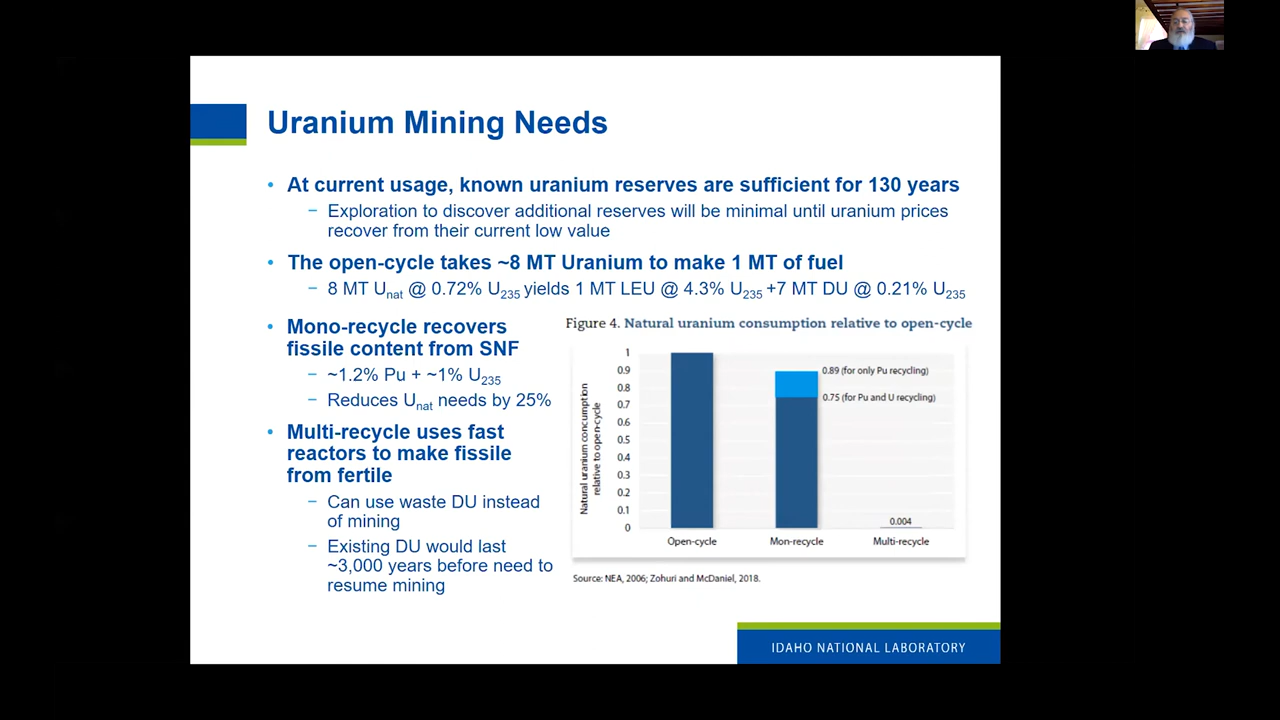 Uranium Mining Needs
• At current usage, known uranium reserves are sufficient for 130 years
− Exploration to discover additional reserves will be minimal until uranium prices
recover from their current low value
• The open-cycle takes ~8 MT Uranium to make 1 MT of fuel
− 8 MT Unat @ 0.72% U235 yields 1 MT LEU @ 4.3% U235 +7 MT DU @ 0.21% U235
• Mono-recycle recovers
fissile content from SNF
− ~1.2% Pu + ~1% U235
− Reduces Unat needs by 25%
• Multi-recycle uses fast
reactors to make fissile
from fertile
− Can use waste DU instead
of mining
− Existing DU would last
~3,000 years before need to
resume mining
Figure 4. Natural uranium consumption relative to open-cycle
Natural uranium consumption
relative to open-cycle
1
0.9
0.8
0.7
0.6
0.5
0.4
0.3
0.2
0.1
0
0.89 (for only Pu recycling)
0.75 (for Pu and U recycling)
0.004
Open-cycle
Mon-recycle
Multi-recycle
Source: NEA, 2006; Zohuri and McDaniel, 2018.
IDAHO NATIONAL LABORATORY